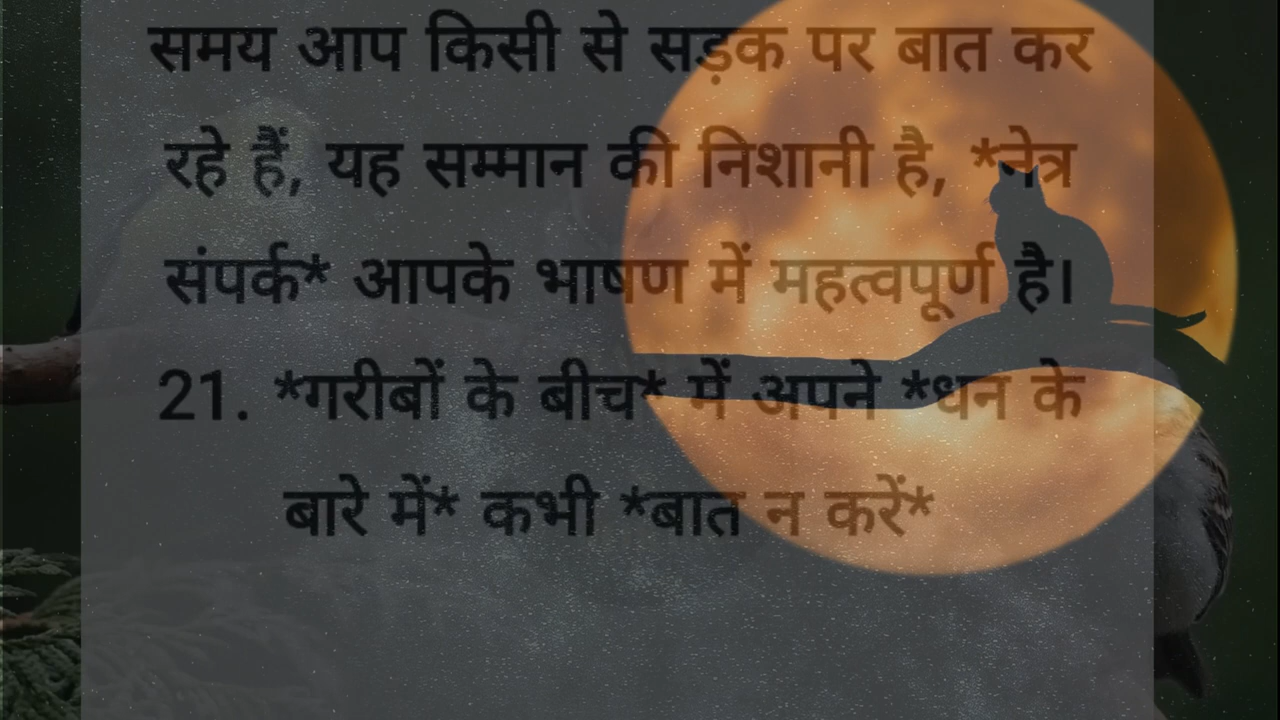 समय आप किसी से सड़क पर बात कर
रहे हैं, यह सम्मान की निशानी है, *नेत्र
संपर्क* आपके भाषण में महत्वपूर्ण है।
21. *गरीबों के बीच* में अपने *धन के
बारे में* कभी *बात न करें*